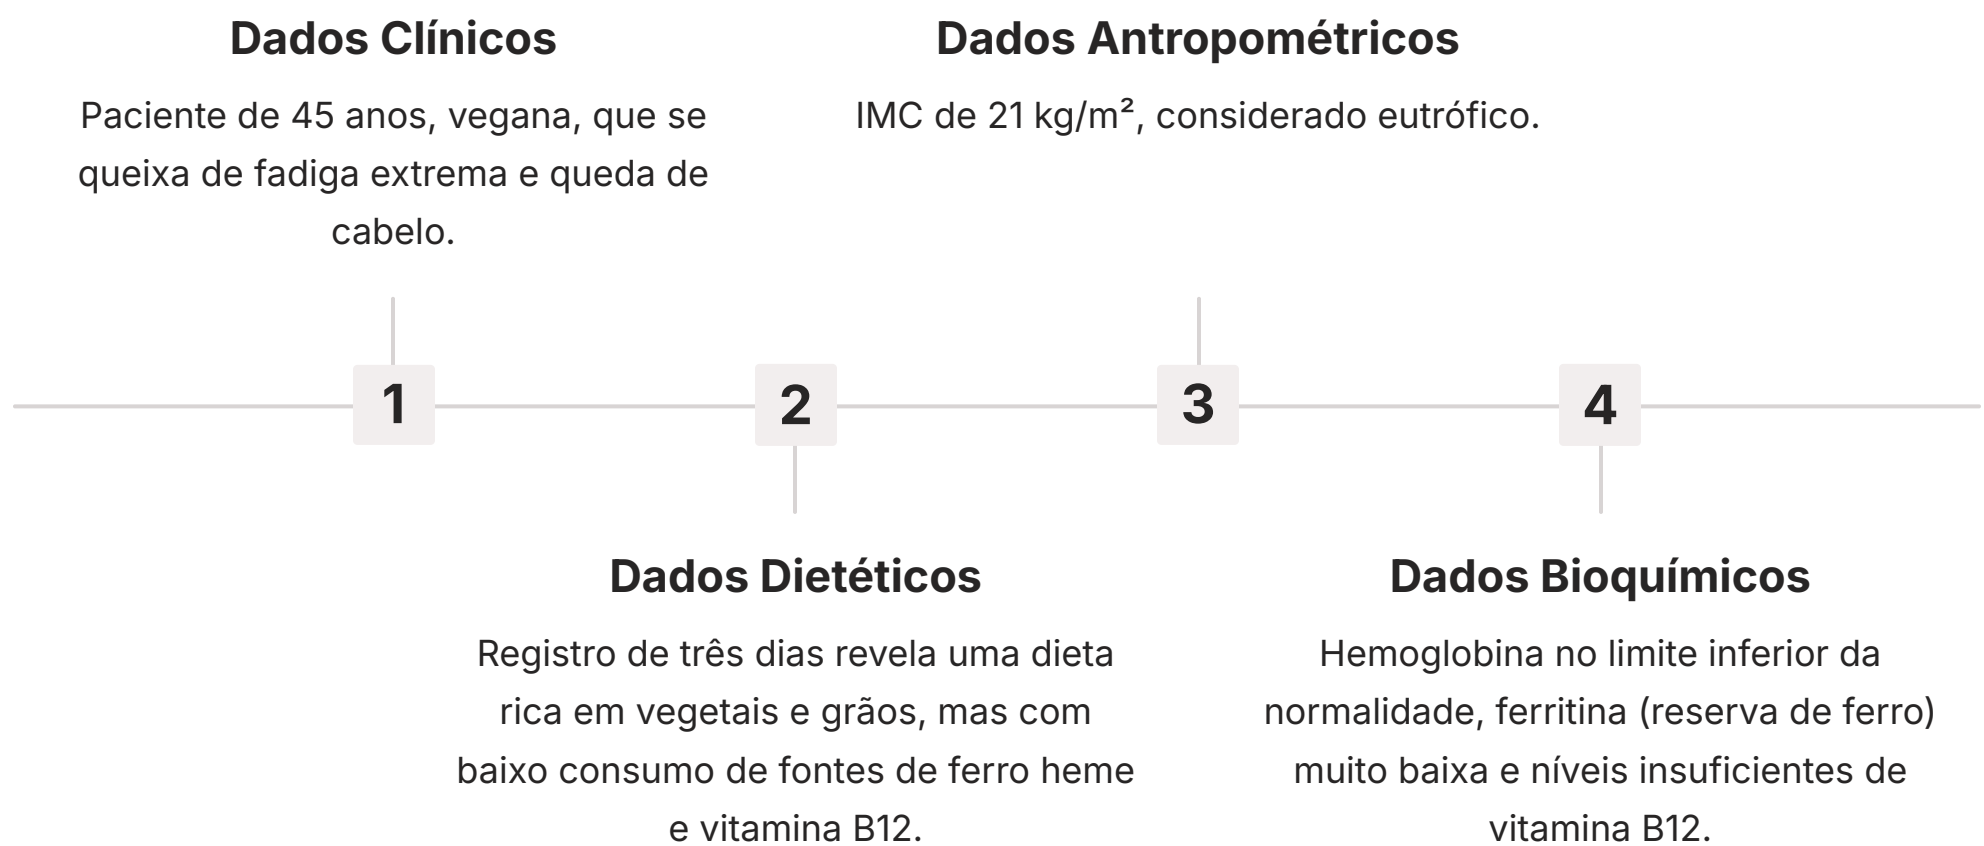 Dados Clínicos
Paciente de 45 anos, vegana, que se
queixa de fadiga extrema e queda de
cabelo.
Dados Antropométricos
IMC de 21 kg/m², considerado eutrófico.
1
2
3
4
Dados Dietéticos
Registro de três dias revela uma dieta
rica em vegetais e grãos, mas com
baixo consumo de fontes de ferro heme
e vitamina B12.
Dados Bioquímicos
Hemoglobina no limite inferior da
normalidade, ferritina (reserva de ferro)
muito baixa e níveis insuficientes de
vitamina B12.